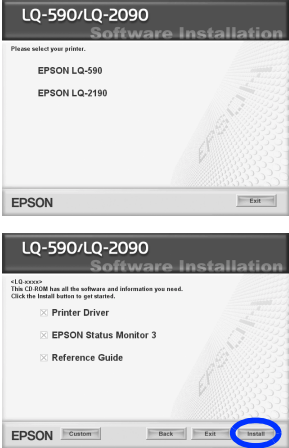 LQ-590/LQ-2090
Software Installation
Please select your printer.
EPSON LQ-590
EPSON LQ-2190
EPSON
Exit
LQ-590/LQ-2090
Software Installation
<LQ-xxxx>
This CD-ROM has all the software and information you need.
Click the Install button to get started.
Printer Driver
EPSON Status Monitor 3
Reference Guide
EPSON Custom Back Exit Install